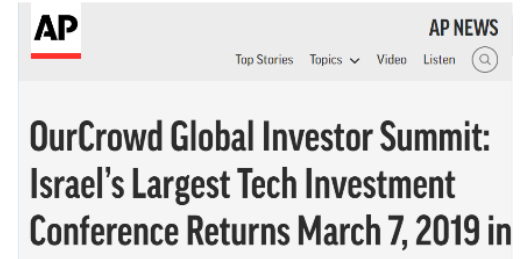 AP
AP NEWS
Top Stories Topics Video Listen
OurCrowd Global Investor Summit:
Israel’s Largest Tech Investment
Conference Returns March 7, 2019 in